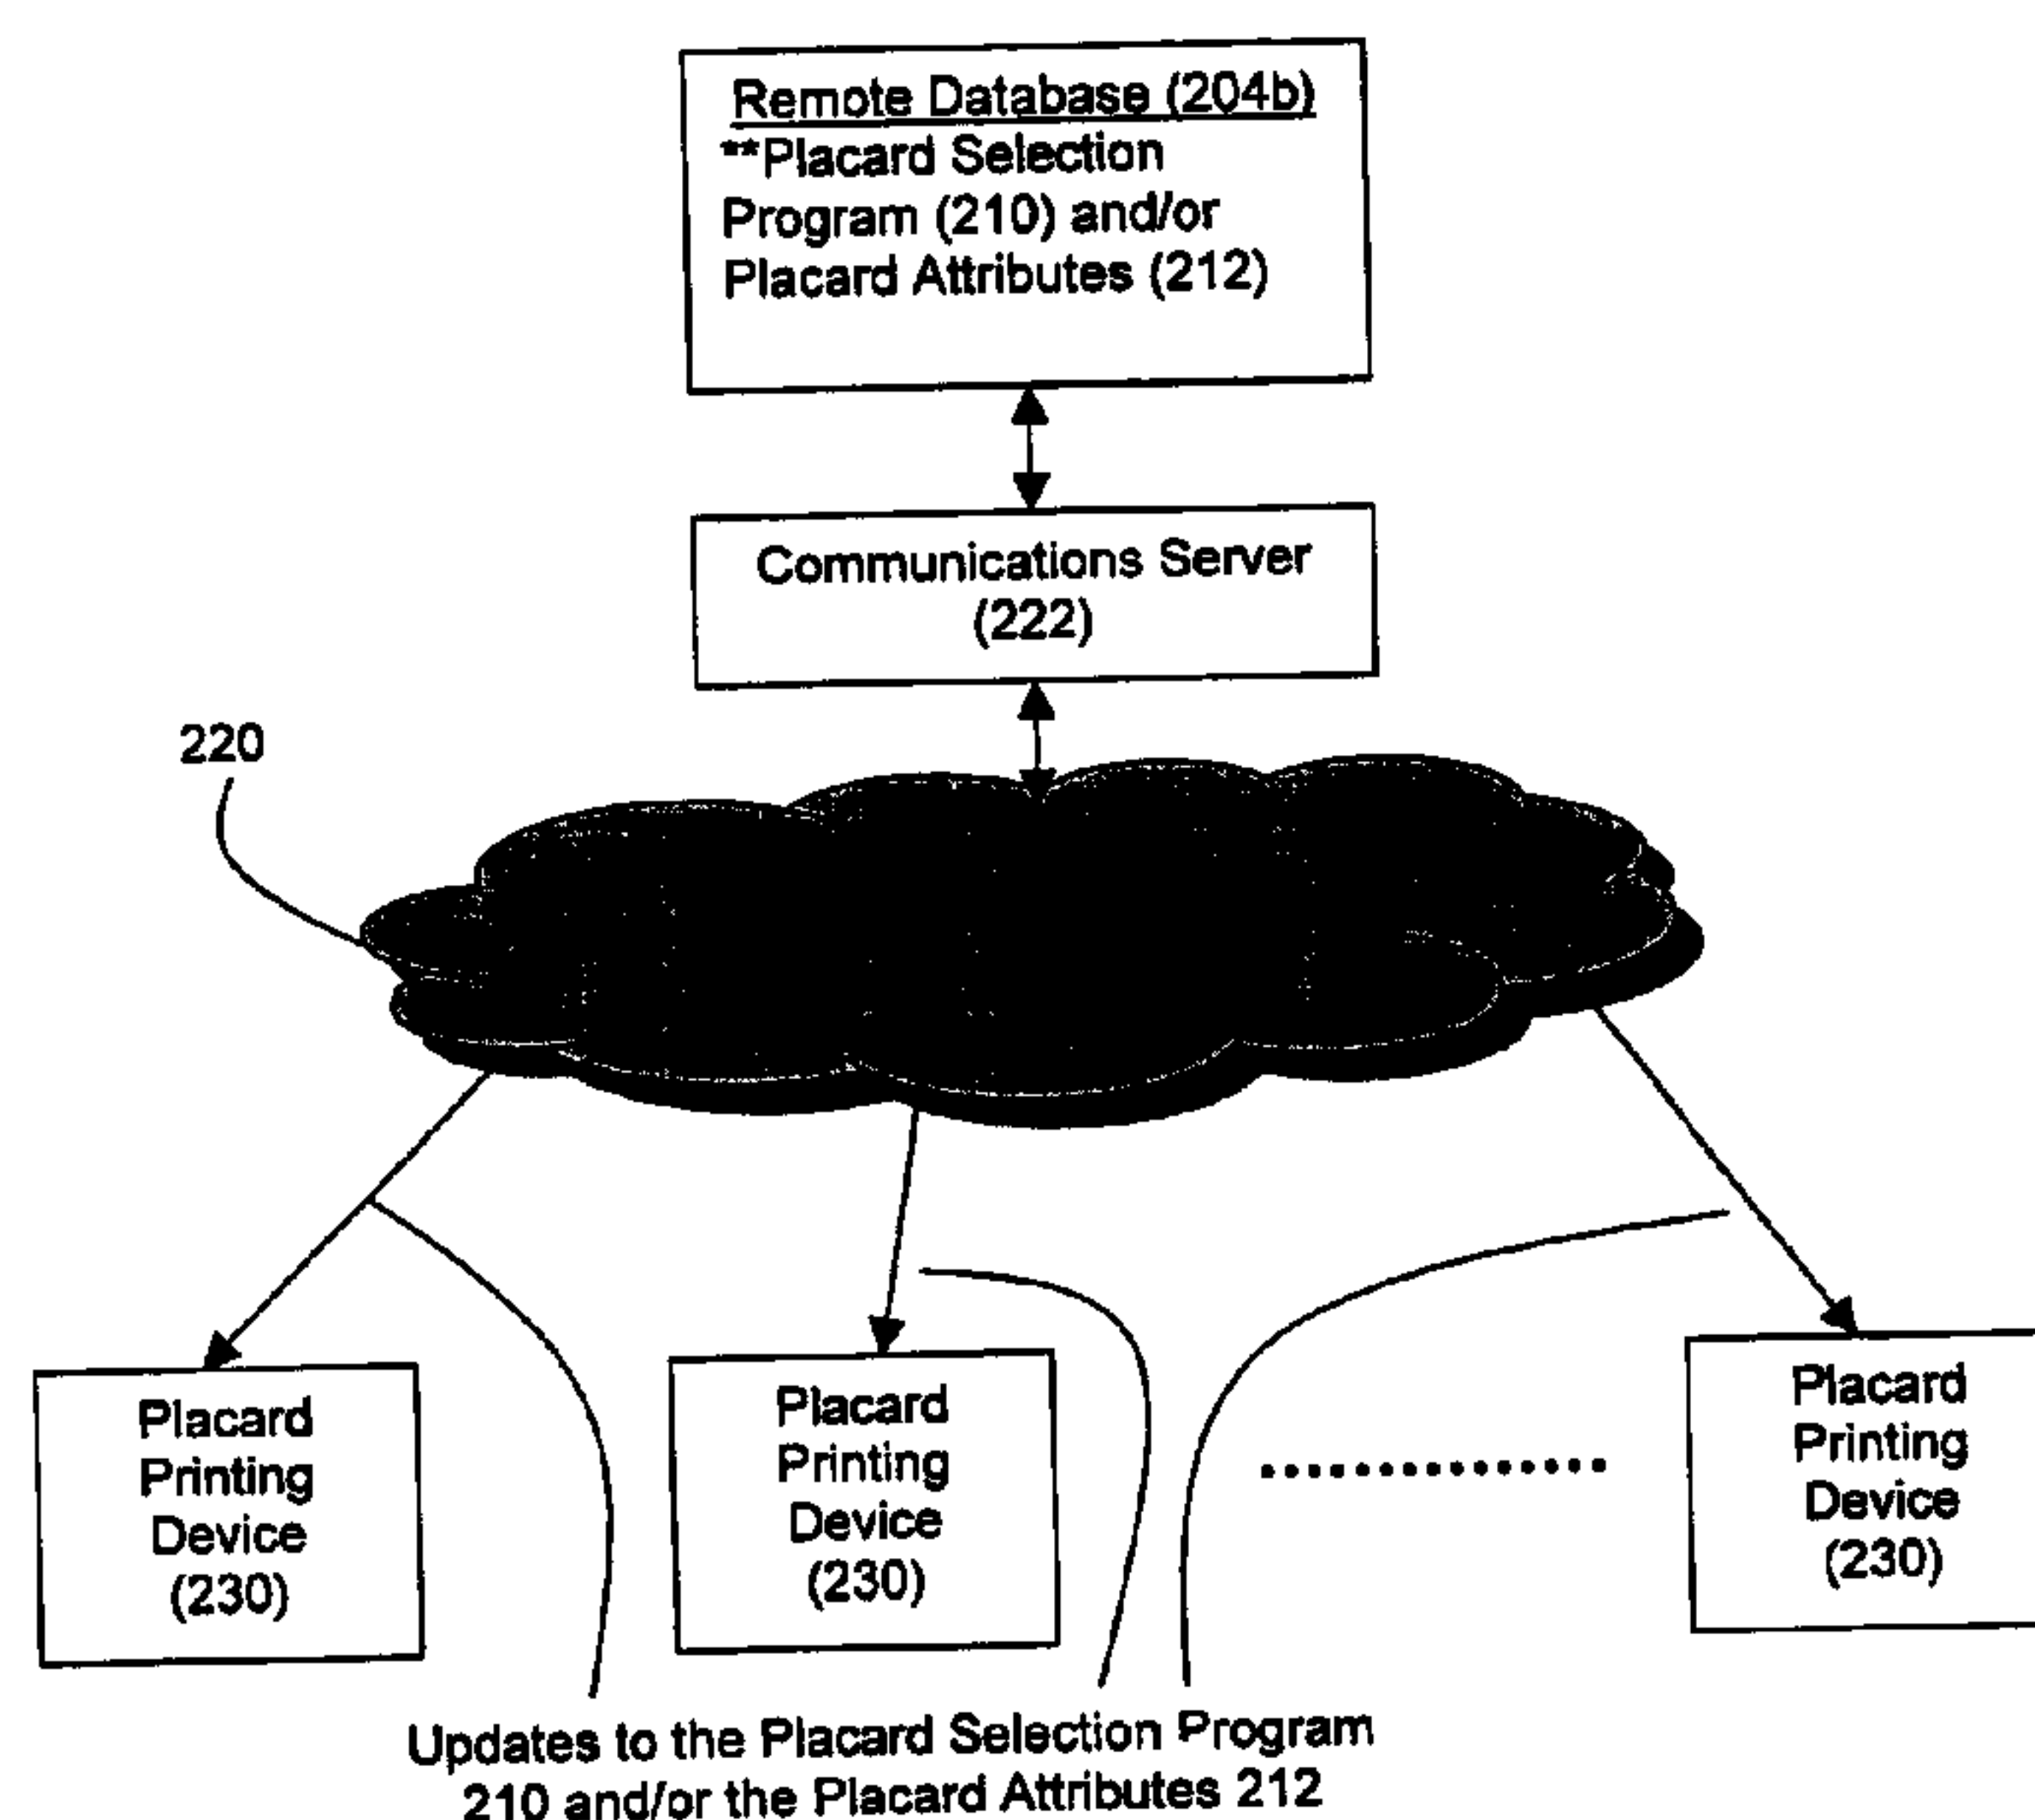 Remote Database (204b)
**Placard Selection
Program (210) and/or
Placard Attributes (212)
Communications Server
(222)
220
Placard
Printing
Device
(230)
Placard
Printing
Device
(230)
Placard
Printing
Device
(230)
Updates to the Placard Selection Program
210 and/or the Placard Attributes 212